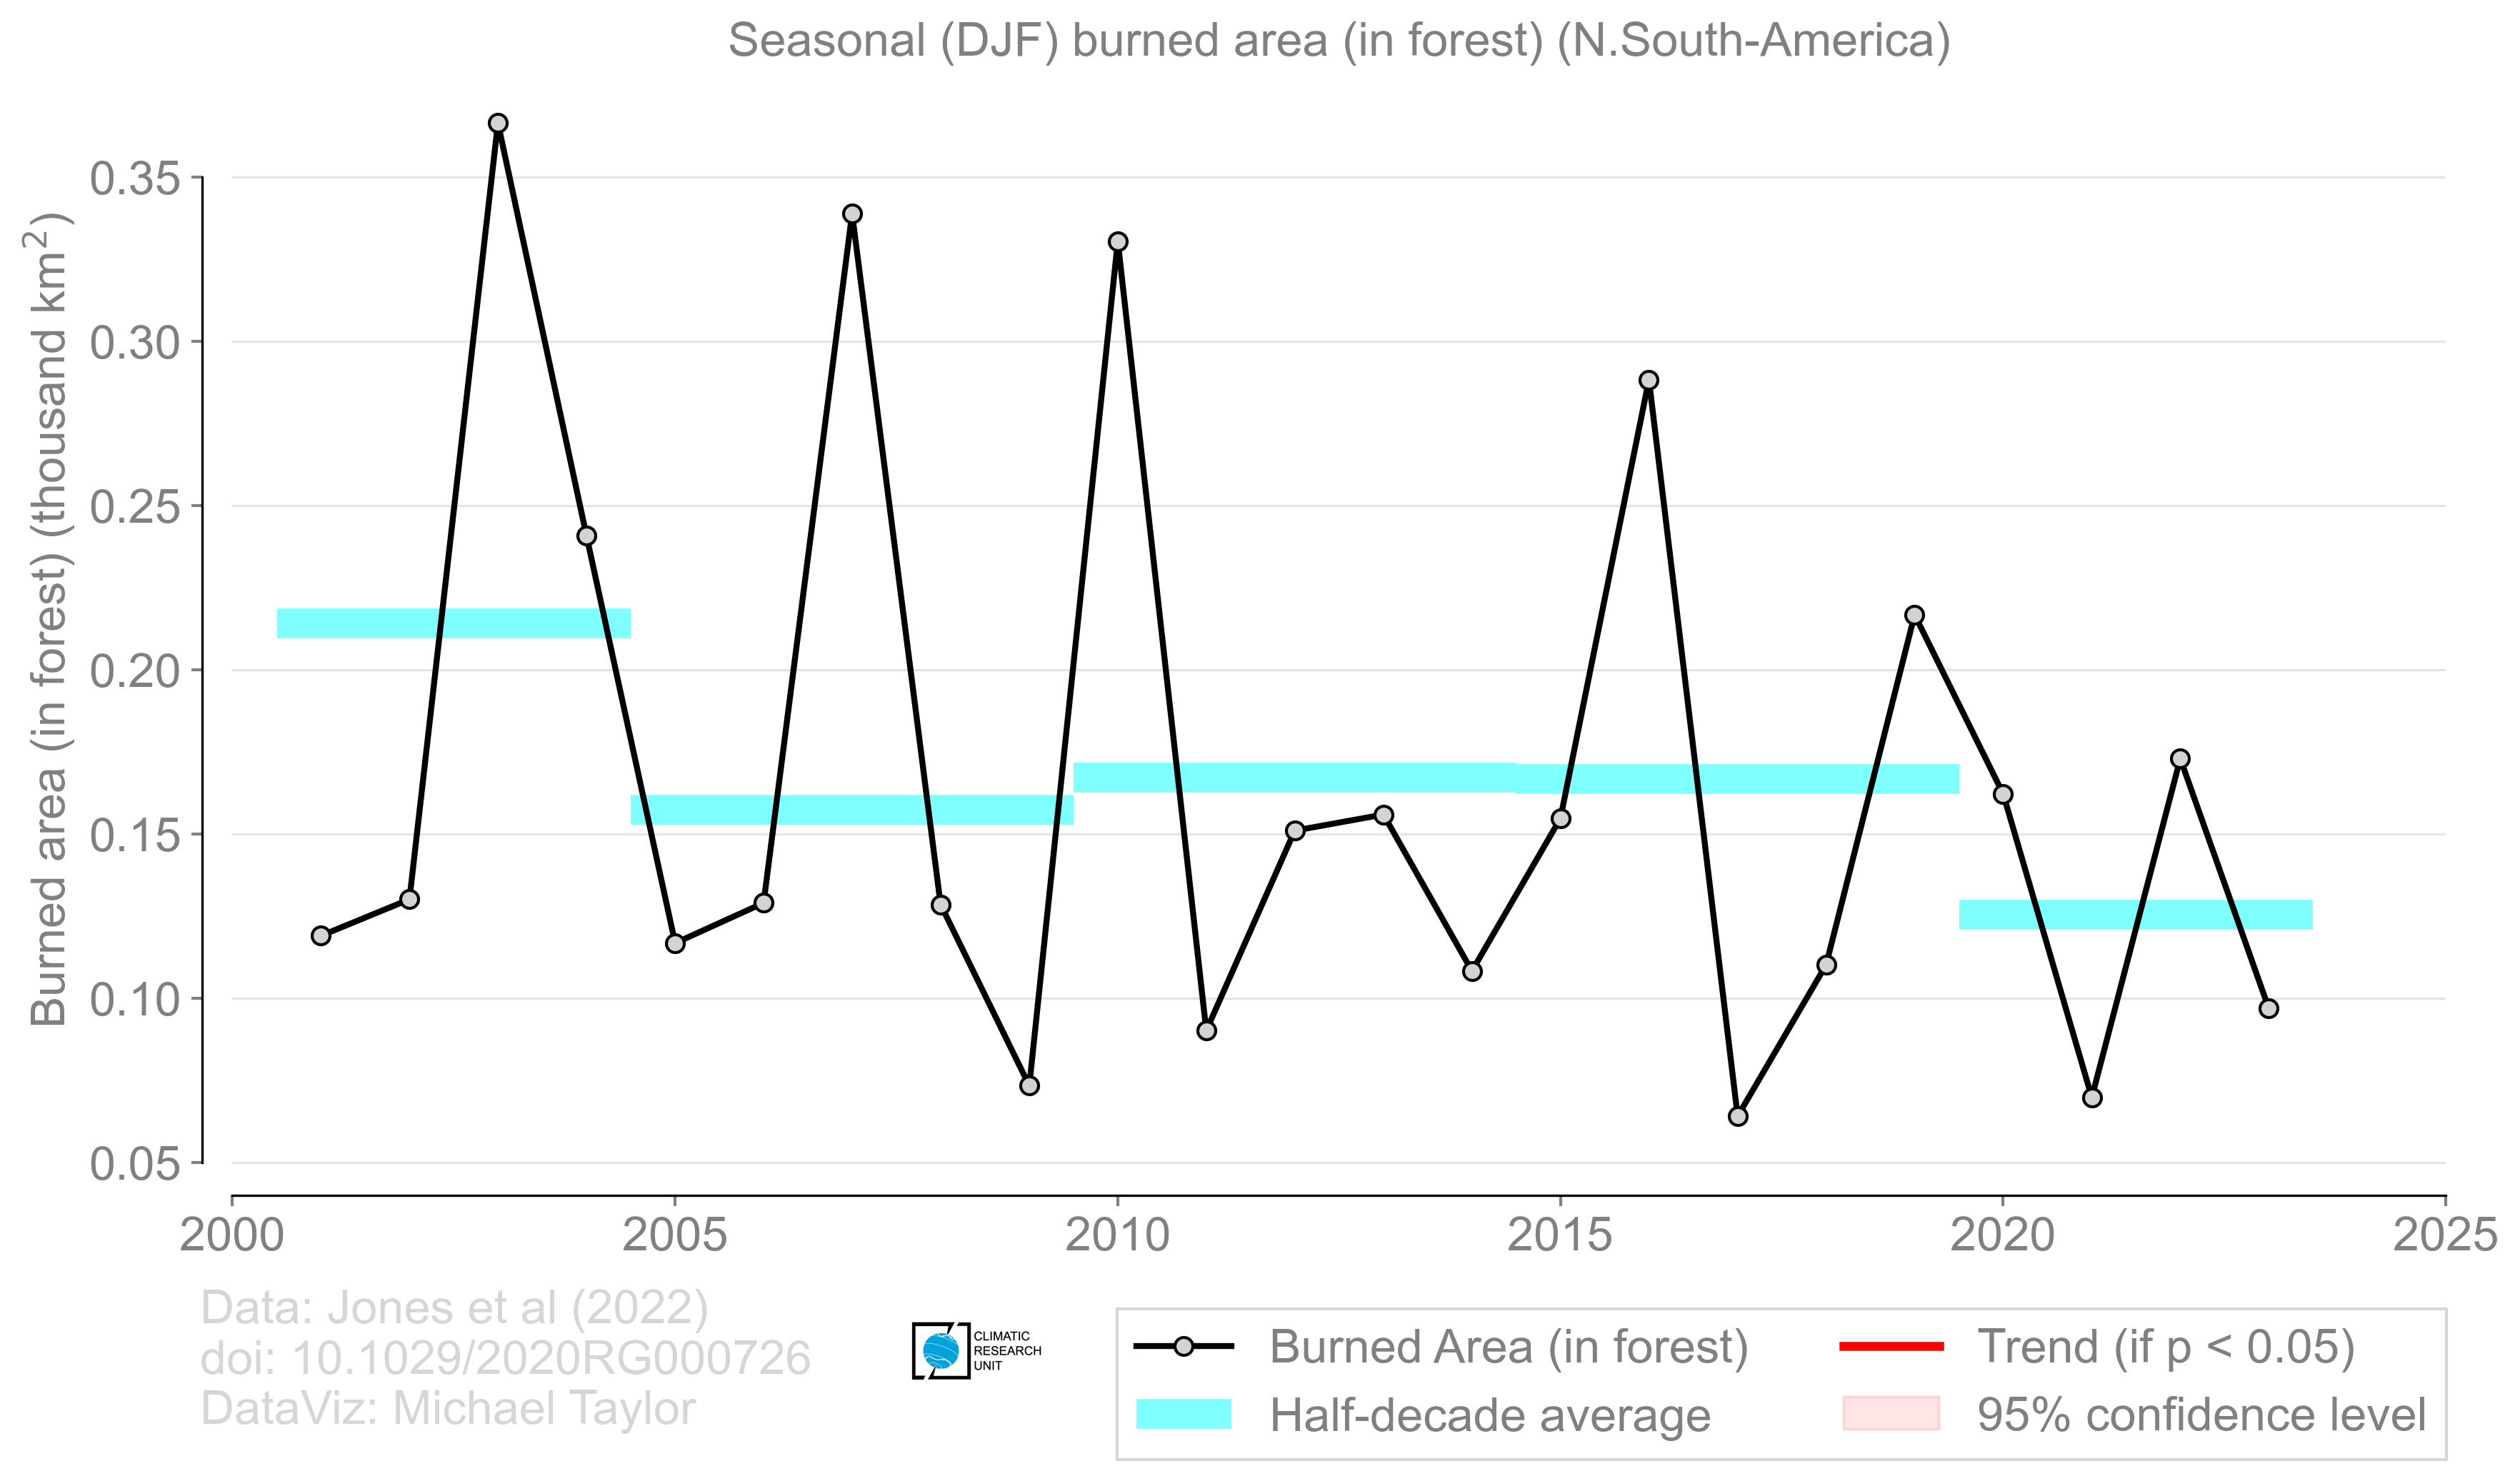 Seasonal (DJF) burned area (in forest) (N.South-America)
Burned area (in forest) (thousand km²)
0.35
0.30
0.25
0.20
0.15
0.10
0.05
2000 2005 2010 2015 2020 2025
Data: Jones et al (2022)
doi: 10.1029/2020RG000726
DataViz: Michael Taylor
CLIMATIC
RESEARCH
UNIT
Burned Area (in forest)
Half-decade average
Trend (if p < 0.05)
95% confidence level